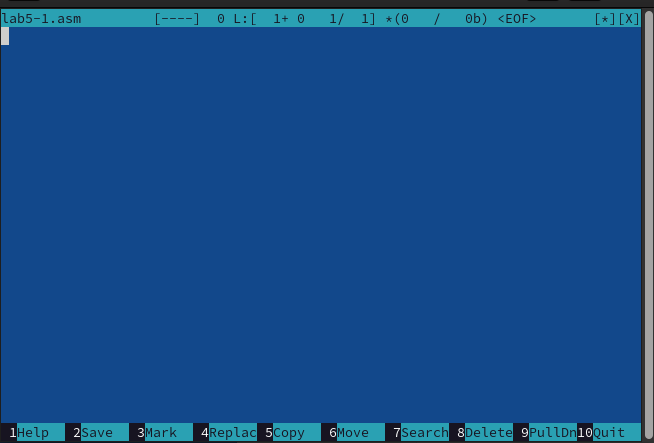 lab5-1.asm [----] 0 L:[ 1+ 0 1/ 1] *(0 / 0b) <EOF> [*][X]
1Help 2Save 3Mark 4Replac 5Copy 6Move 7Search 8Delete 9PullDn 10Quit